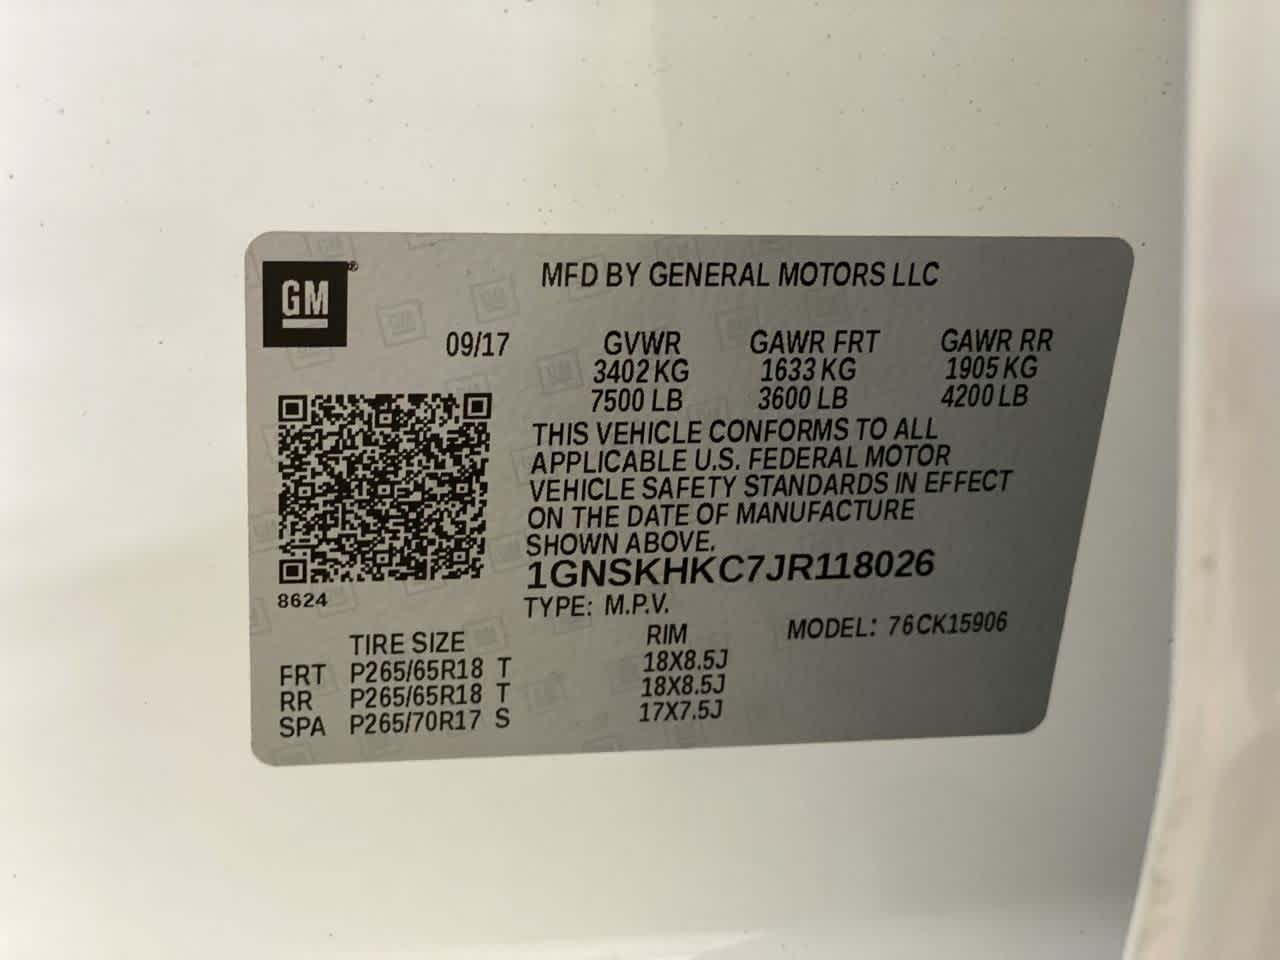 GM®
MFD BY GENERAL MOTORS LLC
09/17 GVWR GAWR FRT GAWR RR
3402 KG 1633 KG 1905 KG
7500 LB 3600 LB 4200 LB
THIS VEHICLE CONFORMS TO ALL
APPLICABLE U.S. FEDERAL MOTOR
VEHICLE SAFETY STANDARDS IN EFFECT
ON THE DATE OF MANUFACTURE
SHOWN ABOVE.
1GNSKHKC7JR118026
8624
TYPE: M.P.V.
MODEL: 76CK15906
TIRE SIZE RIM
FRT P265/65R18 T 18X8.5J
RR P265/65R18 T 18X8.5J
SPA P265/70R17 S 17X7.5J